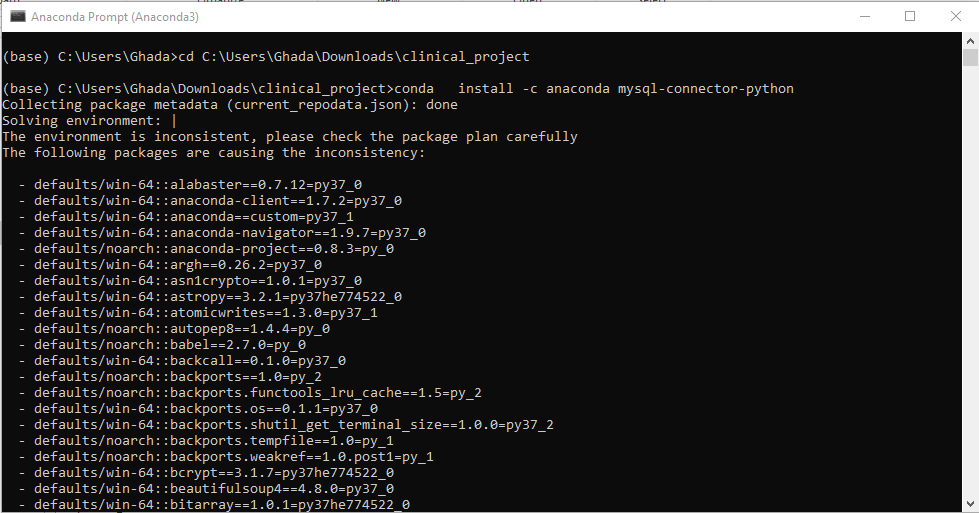 Anaconda Prompt (Anaconda3)
(base) C:\Users\Ghada>cd C:\Users\Ghada\Downloads\clinical_project
(base) C:\Users\Ghada\Downloads\clinical_project>conda   install -c anaconda mysql-connector-python
Collecting package metadata (current_repodata.json): done
Solving environment: |
The environment is inconsistent, please check the package plan carefully
The following packages are causing the inconsistency:
  - defaults/win-64::alabaster==0.7.12=py37_0
  - defaults/win-64::anaconda-client==1.7.2=py37_0
  - defaults/win-64::anaconda==custom=py37_1
  - defaults/win-64::anaconda-navigator==1.9.7=py37_0
  - defaults/noarch::anaconda-project==0.8.3=py_0
  - defaults/win-64::argh==0.26.2=py37_0
  - defaults/win-64::asn1crypto==1.0.1=py37_0
  - defaults/win-64::astropy==3.2.1=py37he774522_0
  - defaults/win-64::atomicwrites==1.3.0=py37_1
  - defaults/noarch::autopep8==1.4.4=py_0
  - defaults/noarch::babel==2.7.0=py_0
  - defaults/win-64::backcall==0.1.0=py37_0
  - defaults/noarch::backports==1.0=py_2
  - defaults/noarch::backports.functools_lru_cache==1.5=py_2
  - defaults/win-64::backports.os==0.1.1=py37_0
  - defaults/win-64::backports.shutil_get_terminal_size==1.0.0=py37_2
  - defaults/noarch::backports.tempfile==1.0=py_1
  - defaults/noarch::backports.weakref==1.0.post1=py_1
  - defaults/win-64::bcrypt==3.1.7=py37he774522_0
  - defaults/win-64::beautifulsoup4==4.8.0=py37_0
  - defaults/win-64::bitarray==1.0.1=py37he774522_0